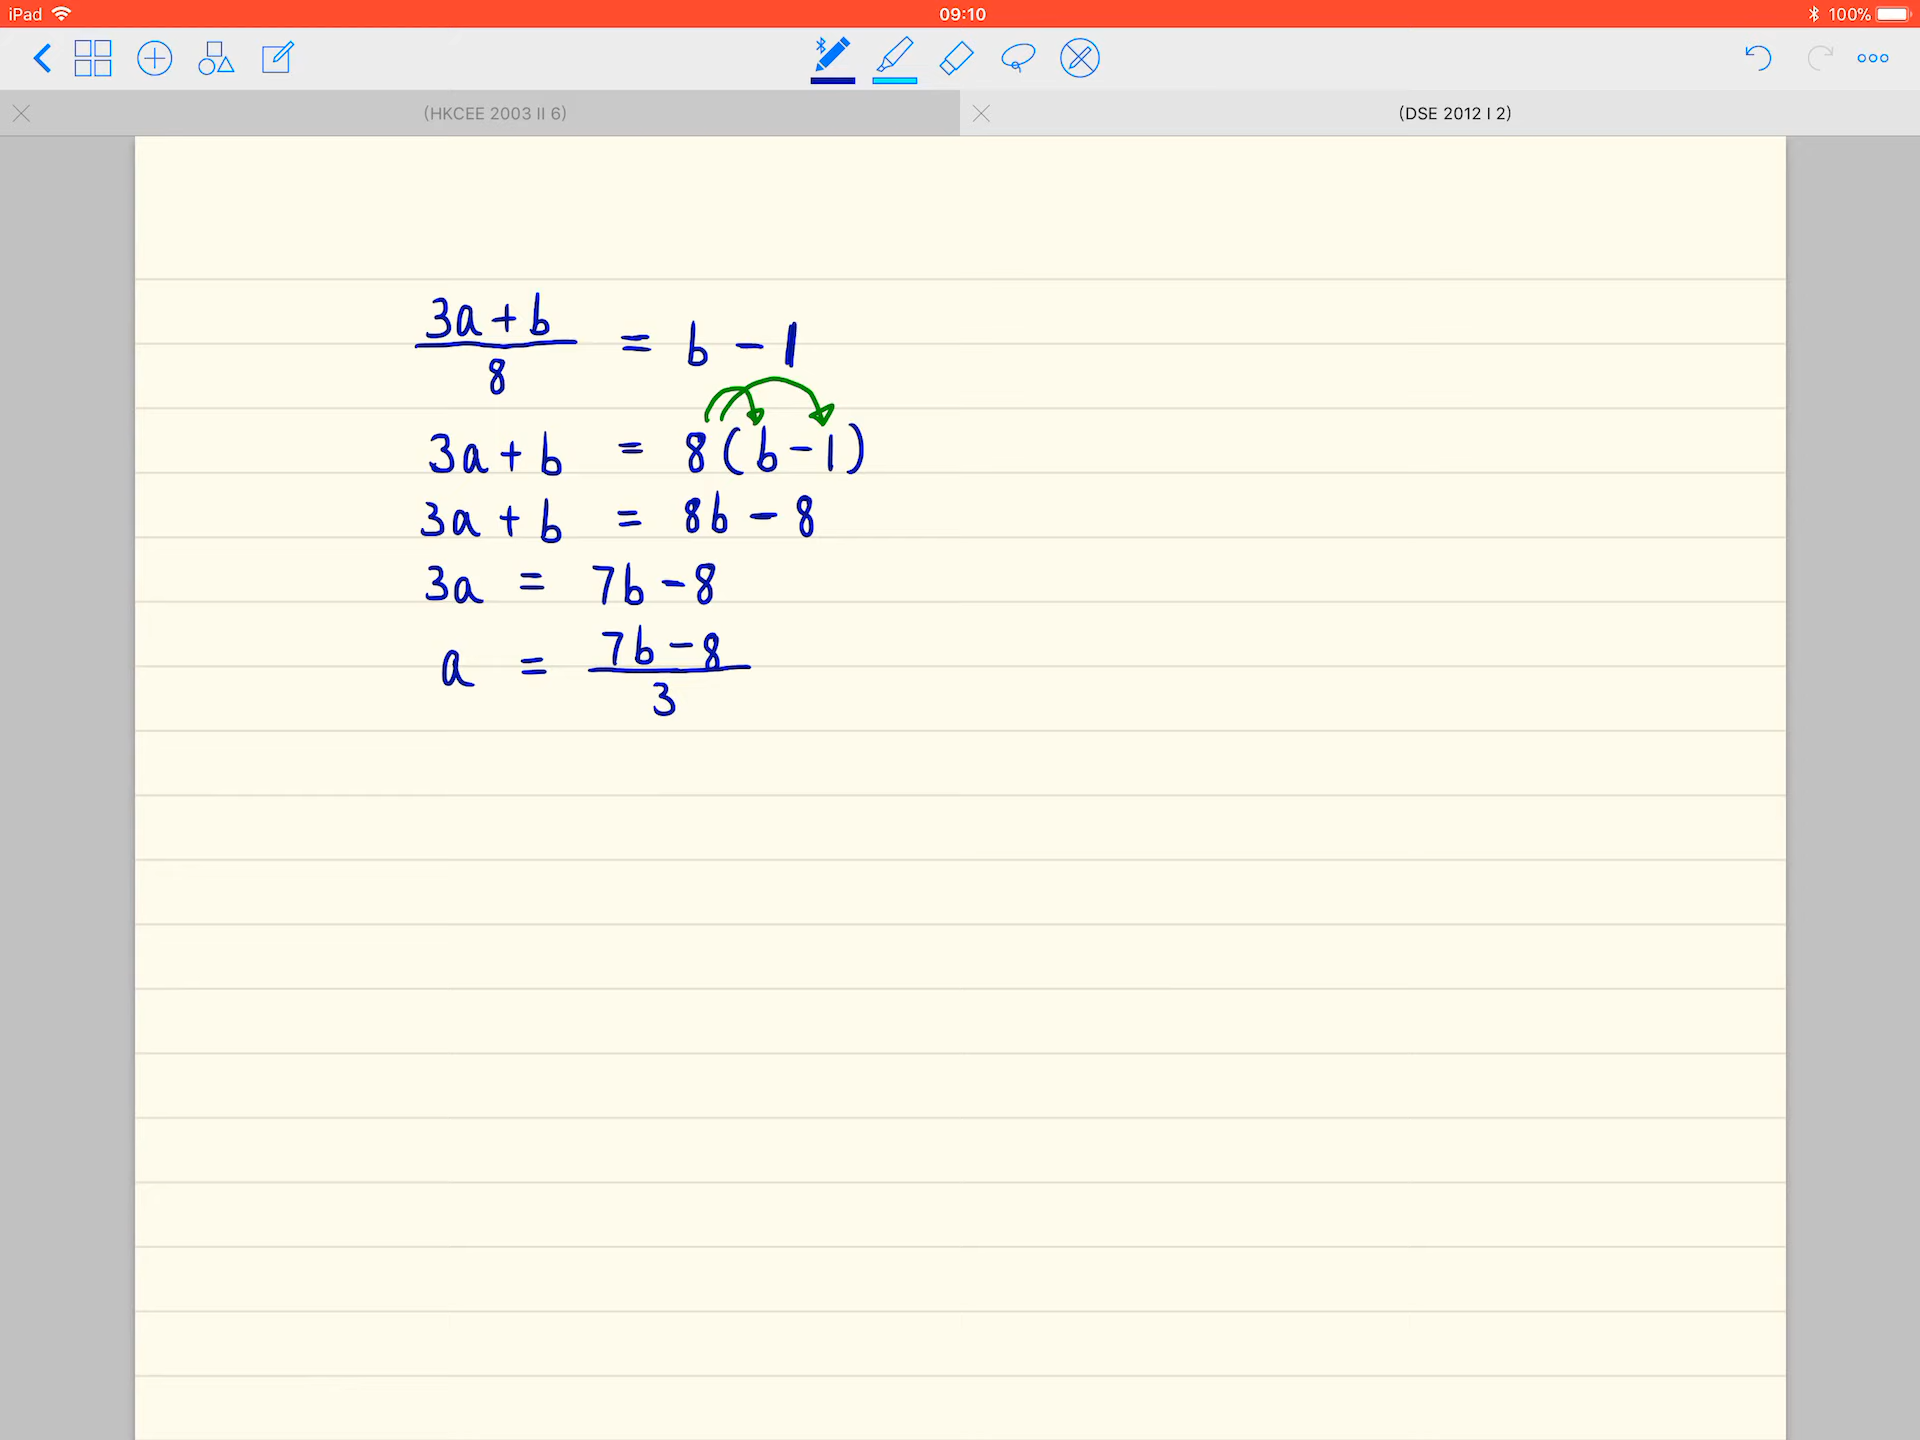 iPad 09:10 100%
(HKCEE 2003 II 6) (DSE 2012 I 2)
3a + b
8
= b - 1
3a + b = 8 (b - 1)
3a + b = 8b - 8
3a = 7b - 8
a = 7b - 8
3